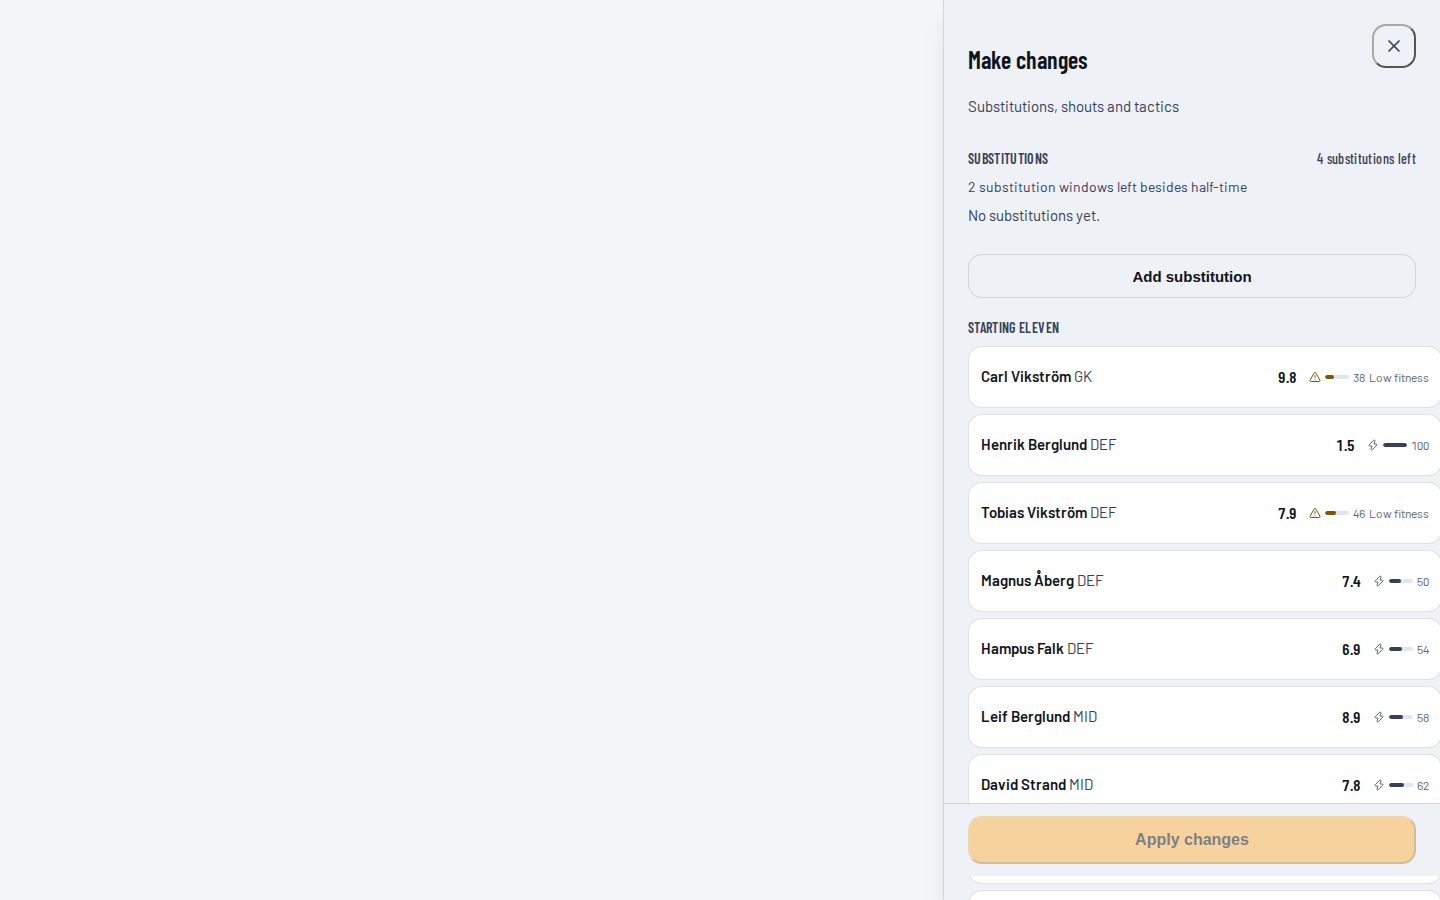 Make changes
Substitutions, shouts and tactics
SUBSTITUTIONS 4 substitutions left
2 substitution windows left besides half-time
No substitutions yet.
Add substitution
STARTING ELEVEN
Carl Vikström GK 9.8 38 Low fitness
Henrik Berglund DEF 1.5 100
Tobias Vikström DEF 7.9 46 Low fitness
Magnus Åberg DEF 7.4 50
Hampus Falk DEF 6.9 54
Leif Berglund MID 8.9 58
David Strand MID 7.8 62
Apply changes